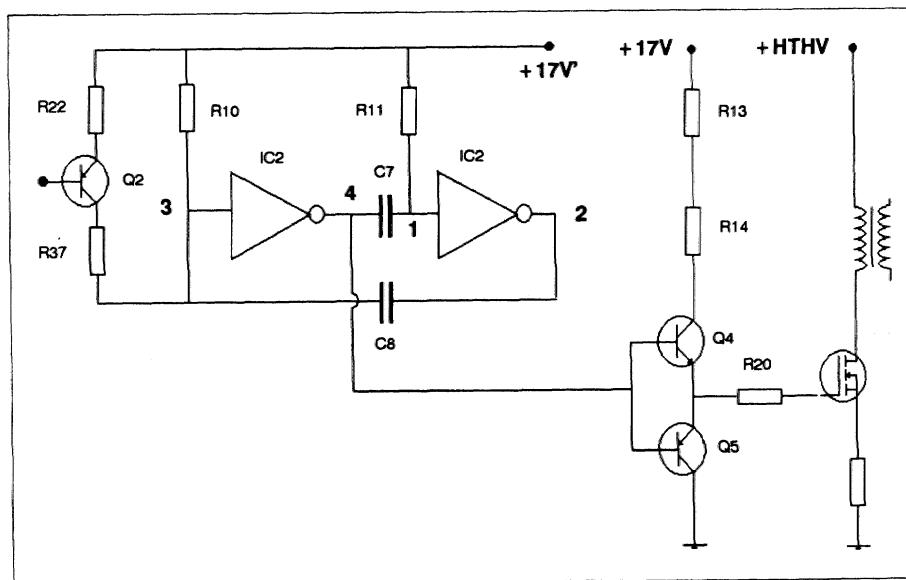 +17V +HTHV
+17V'
R22
R10
R11
R13
IC2
C7
IC2
Q2
3
4
1
2
R14
R37
C8
Q4
R20
Q5